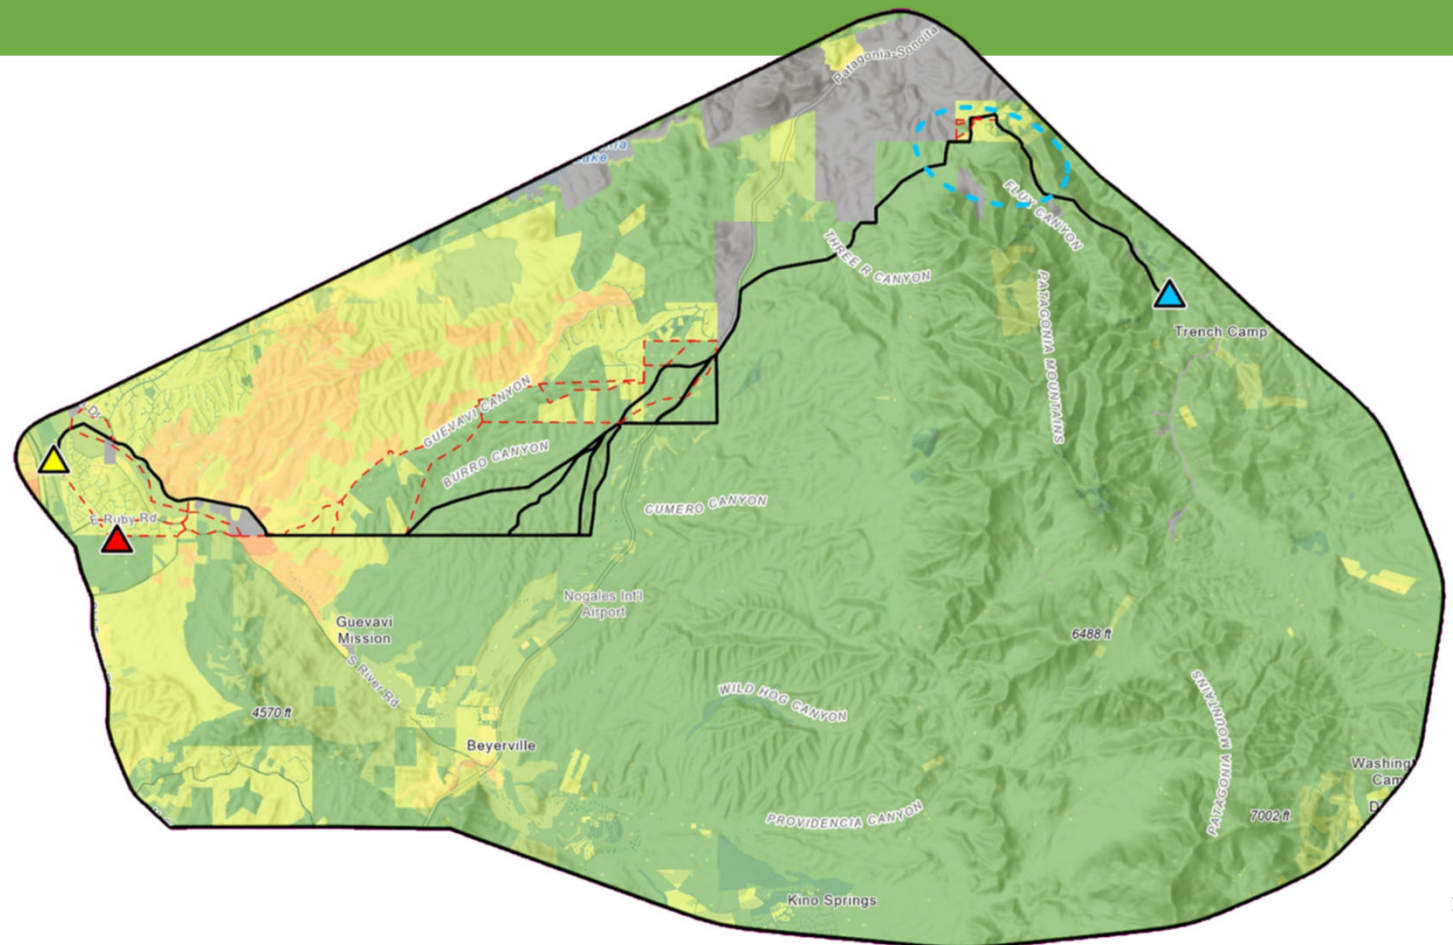 Patagonia-Sonoita
Lake
FLUX CANYON
THREE R CANYON
PATAGONIA MOUNTAINS
Trench Camp
Dr
GUEVAVI CANYON
BURRO CANYON
E Ruby Rd
CUMERO CANYON
Nogales Int'l
Airport
Guevavi
Mission
6488 ft
S River Rd
WILD HOG CANYON
PATAGONIA MOUNTAINS
4570 ft
Beyerville
Washingt
Cam
D
PROVIDENCIA CANYON
7002 ft
Kino Springs